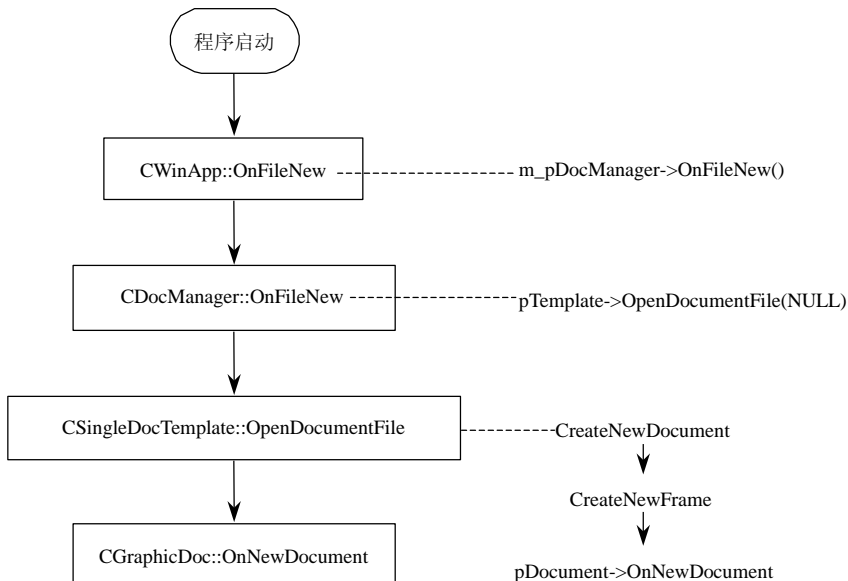 程序启动
CWinApp::OnFileNew
m_pDocManager->OnFileNew()
CDocManager::OnFileNew
pTemplate->OpenDocumentFile(NULL)
CSingleDocTemplate::OpenDocumentFile
CreateNewDocument
CreateNewFrame
CGraphicDoc::OnNewDocument
pDocument->OnNewDocument